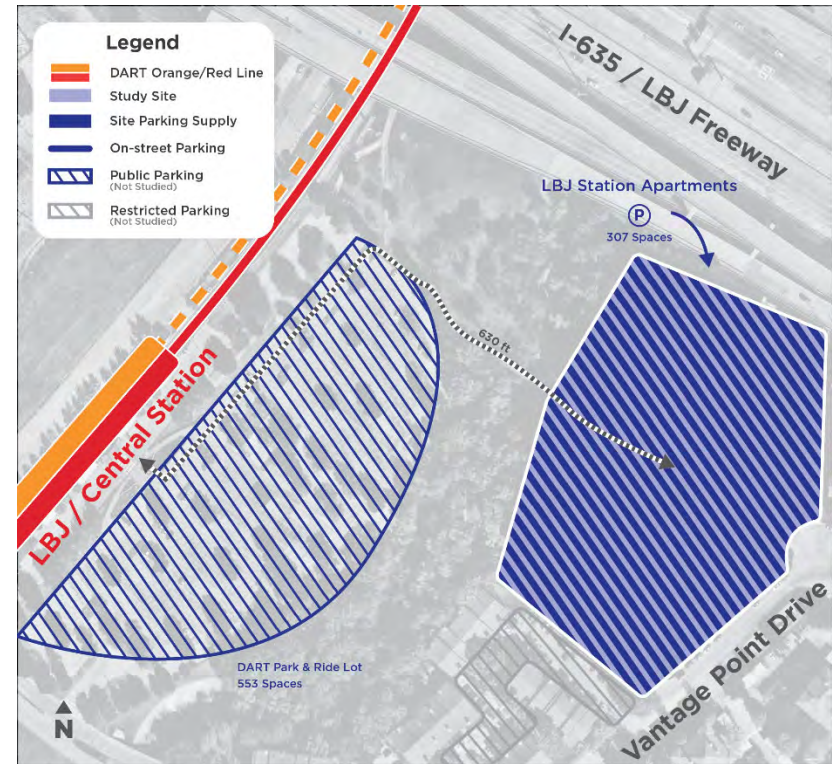 Legend
DART Orange/Red Line
Study Site
Site Parking Supply
On-street Parking
Public Parking
(Not Studied)
Restricted Parking
(Not Studied)
I-635 / LBJ Freeway
LBJ Station Apartments
P
307 Spaces
630 ft
LBJ / Central Station
DART Park & Ride Lot
553 Spaces
Vantage Point Drive
N